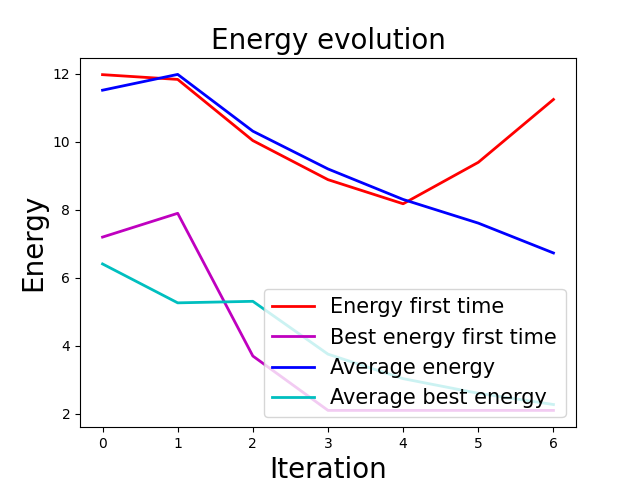 Energy evolution
Energy
12
10
8
6
4
2
Energy first time
Best energy first time
Average energy
Average best energy
0 1 2 3 4 5 6
Iteration